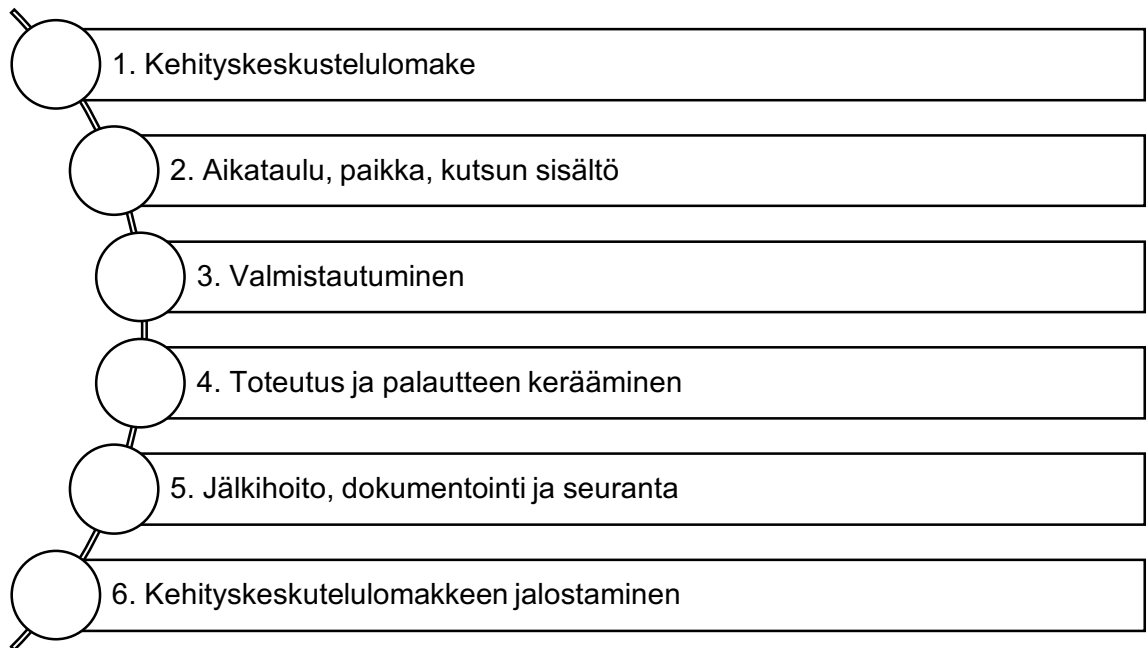 1. Kehityskeskustelulomake
2. Aikataulu, paikka, kutsun sisältö
3. Valmistautuminen
4. Toteutus ja palautteen kerääminen
5. Jälkihoito, dokumentointi ja seuranta
6. Kehityskeskutelulomakkeen jalostaminen